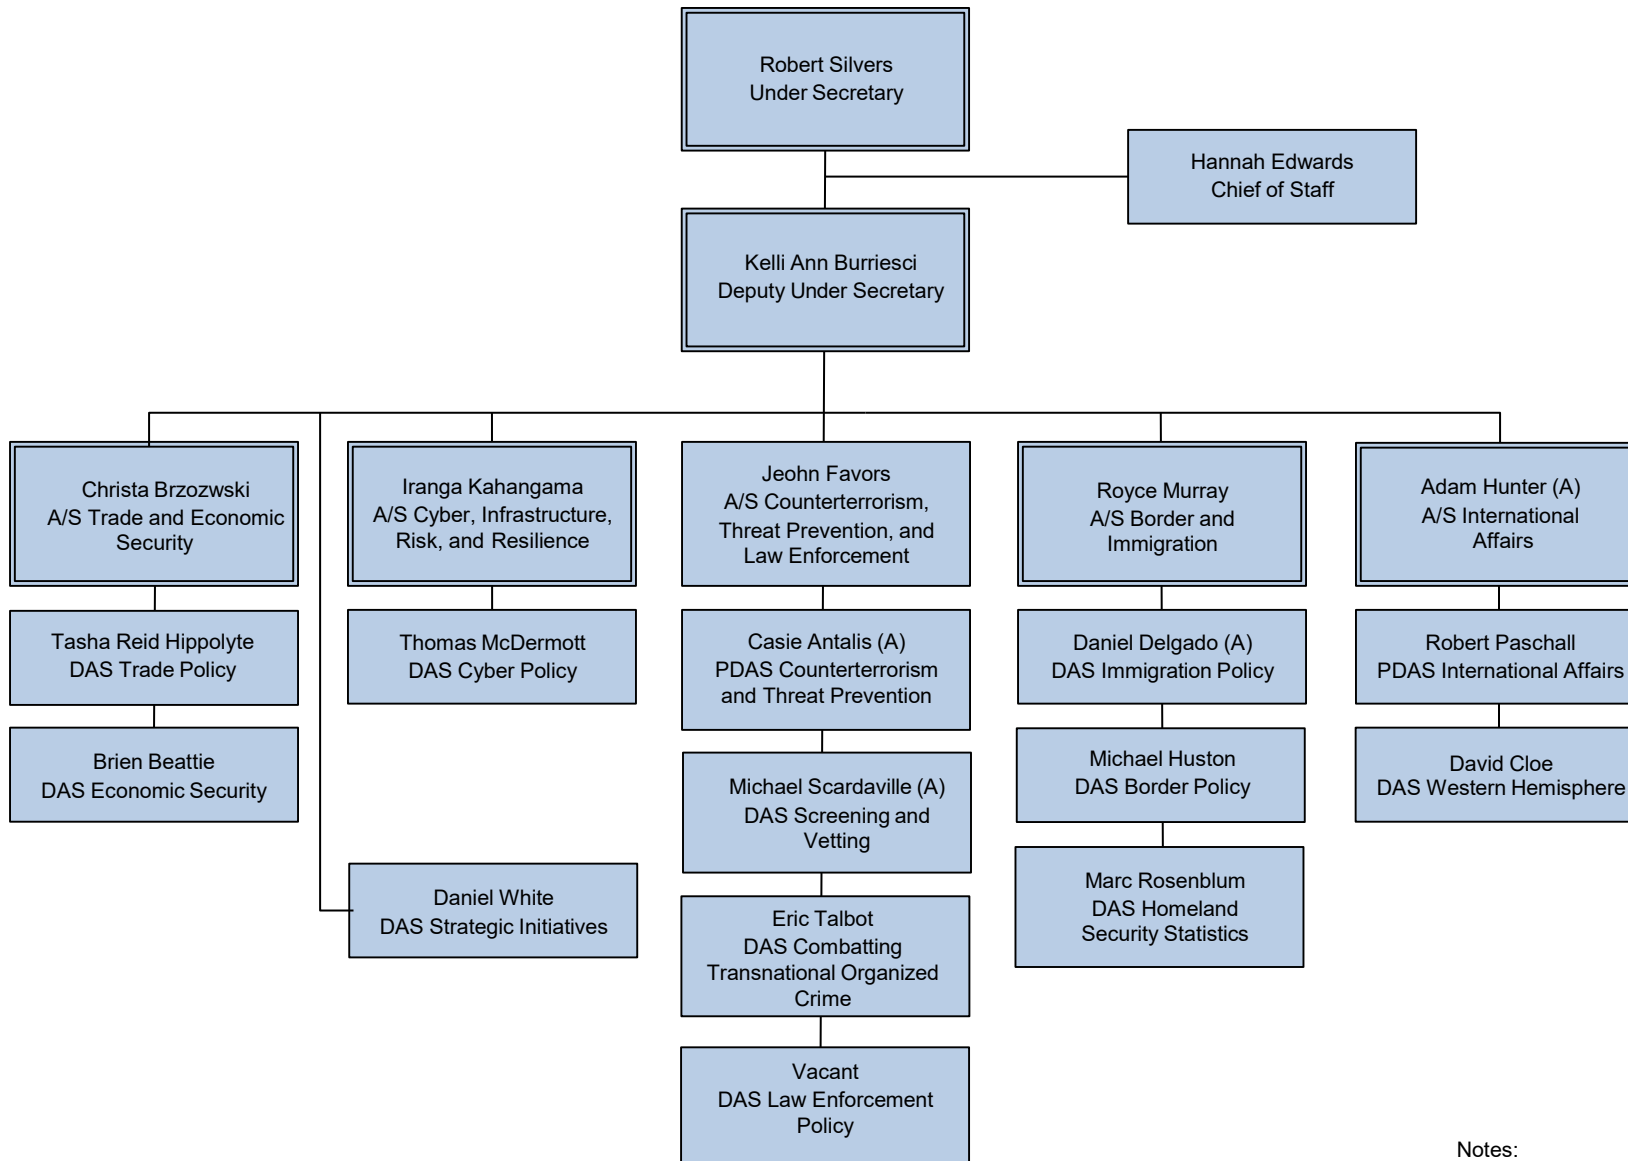 Robert Silvers
Under Secretary
Hannah Edwards
Chief of Staff
Kelli Ann Burriesci
Deputy Under Secretary
Christa Brzozwski
A/S Trade and Economic
Security
Iranga Kahangama
A/S Cyber, Infrastructure,
Risk, and Resilience
Jeohn Favors
A/S Counterterrorism,
Threat Prevention, and
Law Enforcement
Royce Murray
A/S Border and
Immigration
Adam Hunter (A)
A/S International
Affairs
Tasha Reid Hippolyte
DAS Trade Policy
Thomas McDermott
DAS Cyber Policy
Casie Antalis (A)
PDAS Counterterrorism
and Threat Prevention
Daniel Delgado (A)
DAS Immigration Policy
Robert Paschall
PDAS International Affairs
Brien Beattie
DAS Economic Security
Michael Scardaville (A)
DAS Screening and
Vetting
Michael Huston
DAS Border Policy
David Cloe
DAS Western Hemisphere
Daniel White
DAS Strategic Initiatives
Eric Talbot
DAS Combatting
Transnational Organized
Crime
Marc Rosenblum
DAS Homeland
Security Statistics
Vacant
DAS Law Enforcement
Policy
Notes: